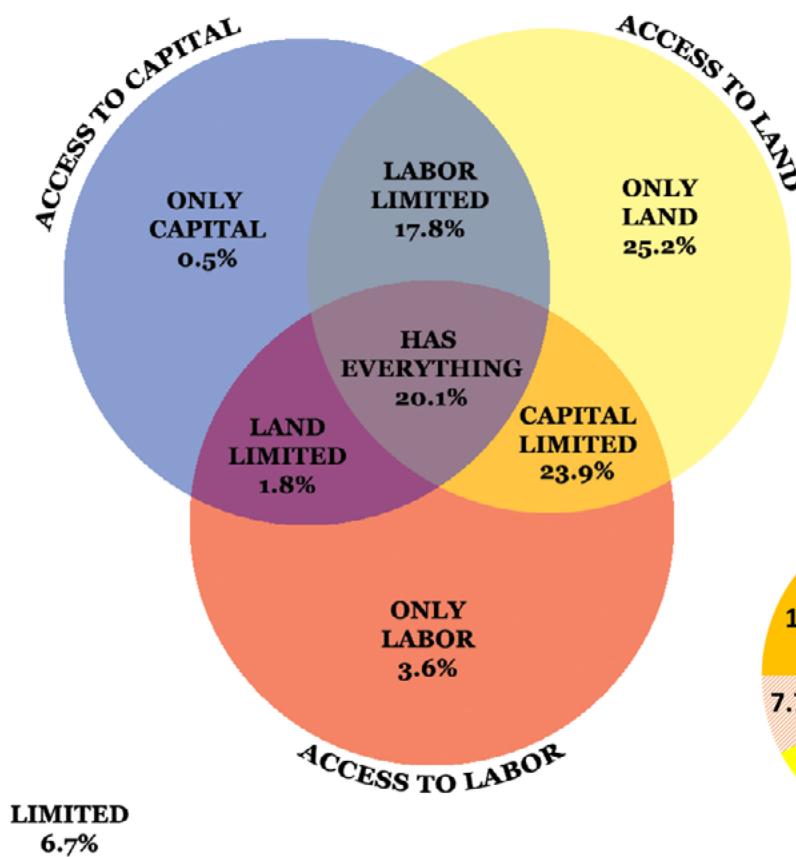 ACCESS TO CAPITAL
ACCESS TO LAND
ONLY
CAPITAL
0.5%
LABOR
LIMITED
17.8%
ONLY
LAND
25.2%
HAS
EVERYTHING
20.1%
LAND
LIMITED
1.8%
CAPITAL
LIMITED
23.9%
ONLY
LABOR
3.6%
ACCESS TO LABOR
LIMITED
6.7%